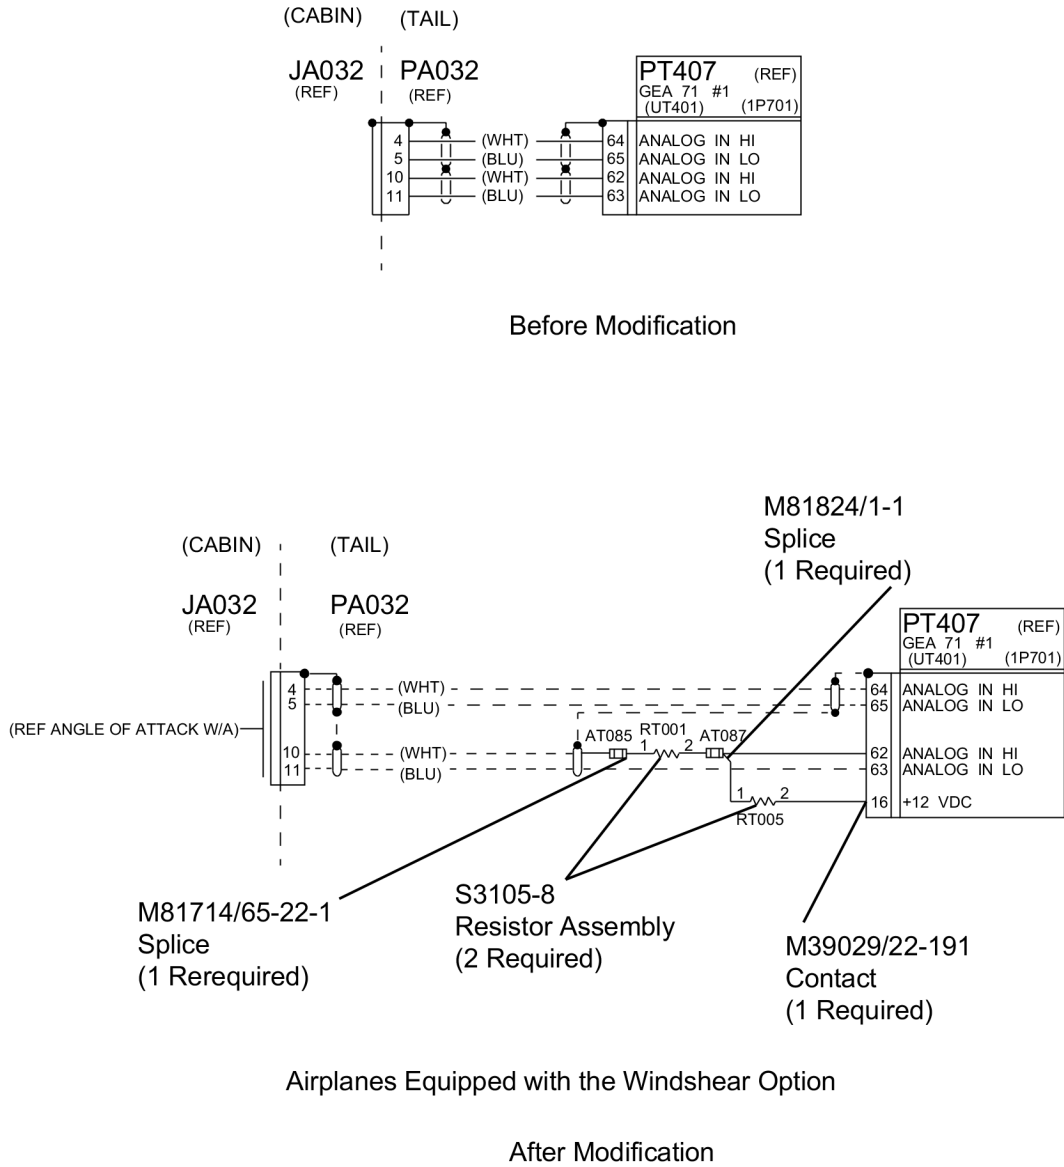 (CABIN) (TAIL)
JA032 PA032
(REF) (REF)
PT407 (REF)
GEA 71 #1
(UT401) (1P701)
4 (WHT) 64 ANALOG IN HI
5 (BLU) 65 ANALOG IN LO
10 (WHT) 62 ANALOG IN HI
11 (BLU) 63 ANALOG IN LO
Before Modification
M81824/1-1
Splice
(1 Required)
(CABIN) (TAIL)
JA032 PA032
(REF) (REF)
PT407 (REF)
GEA 71 #1
(UT401) (1P701)
4 (WHT) 64 ANALOG IN HI
5 (BLU) 65 ANALOG IN LO
(REF ANGLE OF ATTACK W/A)
AT085 RT001 AT087
10 (WHT) 1 2 62 ANALOG IN HI
11 (BLU) 63 ANALOG IN LO
1 2 16 +12 VDC
RT005
M81714/65-22-1
Splice
(1 Rerequired)
S3105-8
Resistor Assembly
(2 Required)
M39029/22-191
Contact
(1 Required)
Airplanes Equipped with the Windshear Option
After Modification